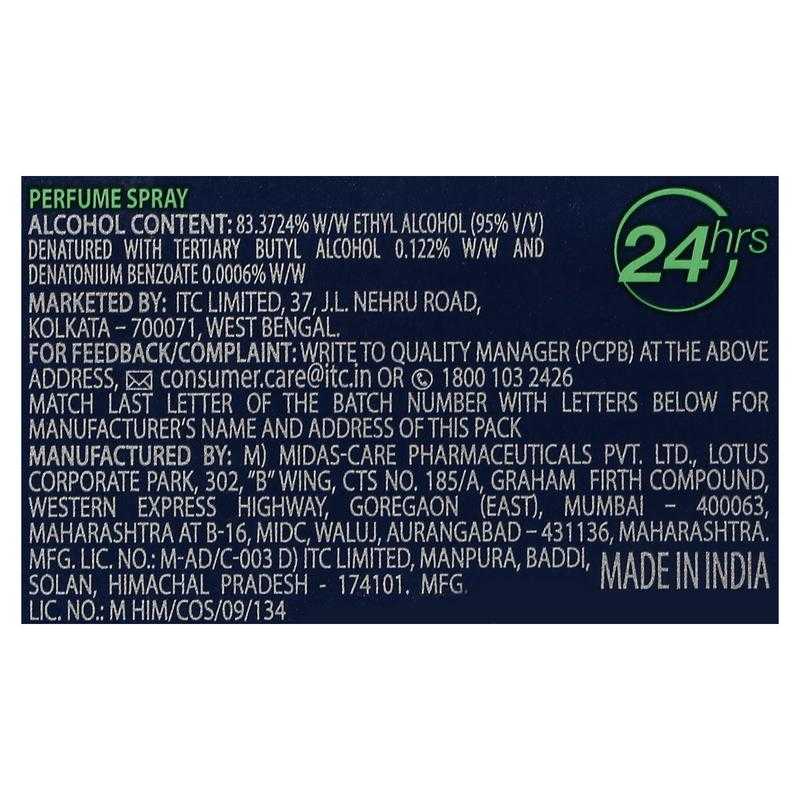 PERFUME SPRAY
ALCOHOL CONTENT: 83.3724% W/W ETHYL ALCOHOL (95% V/V)
DENATURED WITH TERTIARY BUTYL ALCOHOL 0.122% W/W AND
DENATONIUM BENZOATE 0.0006% W/W
24hrs
MARKETED BY: ITC LIMITED, 37, J.L. NEHRU ROAD,
KOLKATA – 700071, WEST BENGAL.
FOR FEEDBACK/COMPLAINT: WRITE TO QUALITY MANAGER (PCPB) AT THE ABOVE
ADDRESS, consumer.care@itc.in OR 1800 103 2426
MATCH LAST LETTER OF THE BATCH NUMBER WITH LETTERS BELOW FOR
MANUFACTURER'S NAME AND ADDRESS OF THIS PACK
MANUFACTURED BY: M) MIDAS-CARE PHARMACEUTICALS PVT. LTD., LOTUS
CORPORATE PARK, 302, "B" WING, CTS NO. 185/A, GRAHAM FIRTH COMPOUND,
WESTERN EXPRESS HIGHWAY, GOREGAON (EAST), MUMBAI – 400063,
MAHARASHTRA AT B-16, MIDC, WALUJ, AURANGABAD – 431136, MAHARASHTRA.
MFG. LIC. NO.: M-AD/C-003 D) ITC LIMITED, MANPURA, BADDI,
SOLAN, HIMACHAL PRADESH - 174101. MFG.
LIC. NO.: M HIM/COS/09/134
MADE IN INDIA